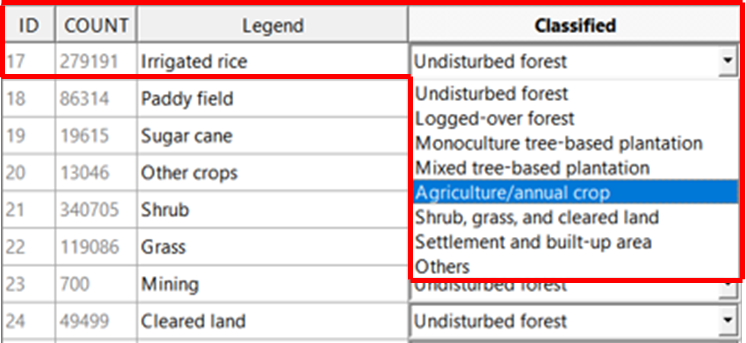 ID COUNT Legend Classified
17 279191 Irrigated rice Undisturbed forest
18 86314 Paddy field
19 19615 Sugar cane
20 13046 Other crops
21 340705 Shrub
22 119086 Grass
23 700 Mining Undisturbed forest
24 49499 Cleared land Undisturbed forest
Undisturbed forest
Logged-over forest
Monoculture tree-based plantation
Mixed tree-based plantation
Agriculture/annual crop
Shrub, grass, and cleared land
Settlement and built-up area
Others